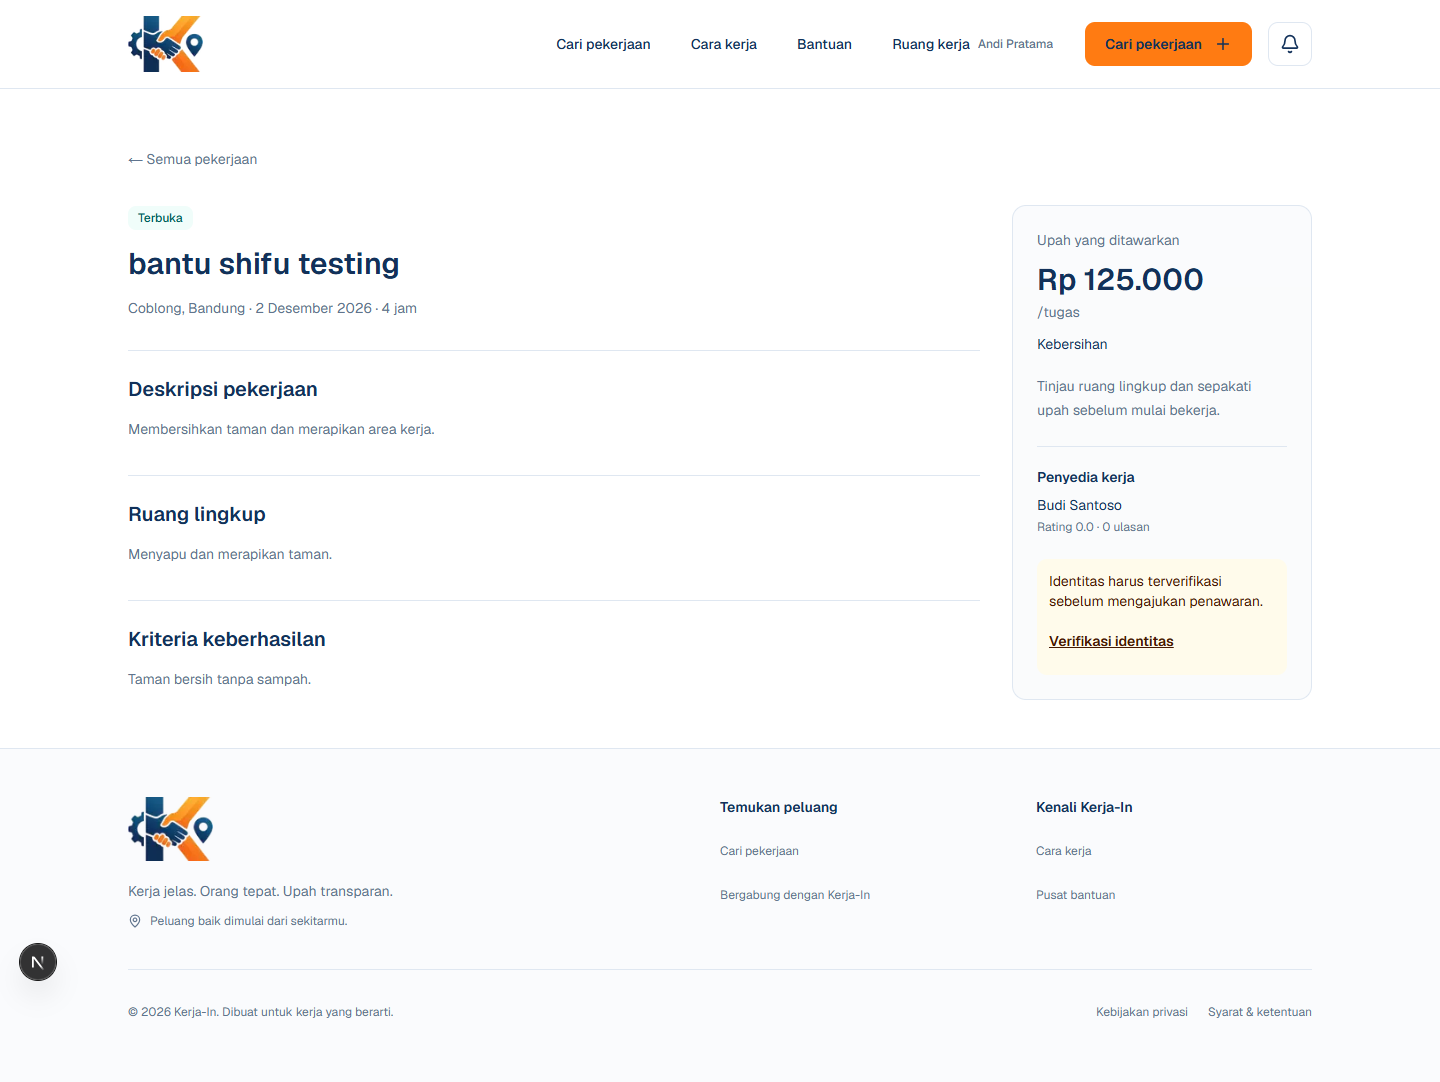 Cari pekerjaan
Cara kerja
Bantuan
Ruang kerja
Andi Pratama
Cari pekerjaan
← Semua pekerjaan
Terbuka
bantu shifu testing
Coblong, Bandung · 2 Desember 2026 · 4 jam
Deskripsi pekerjaan
Membersihkan taman dan merapikan area kerja.
Ruang lingkup
Menyapu dan merapikan taman.
Kriteria keberhasilan
Taman bersih tanpa sampah.
Upah yang ditawarkan
Rp 125.000
/tugas
Kebersihan
Tinjau ruang lingkup dan sepakati
upah sebelum mulai bekerja.
Penyedia kerja
Budi Santoso
Rating 0.0 · 0 ulasan
Identitas harus terverifikasi
sebelum mengajukan penawaran.
Verifikasi identitas
Kerja jelas. Orang tepat. Upah transparan.
Peluang baik dimulai dari sekitarmu.
Temukan peluang
Cari pekerjaan
Bergabung dengan Kerja-In
Kenali Kerja-In
Cara kerja
Pusat bantuan
N
© 2026 Kerja-In. Dibuat untuk kerja yang berarti.
Kebijakan privasi
Syarat & ketentuan